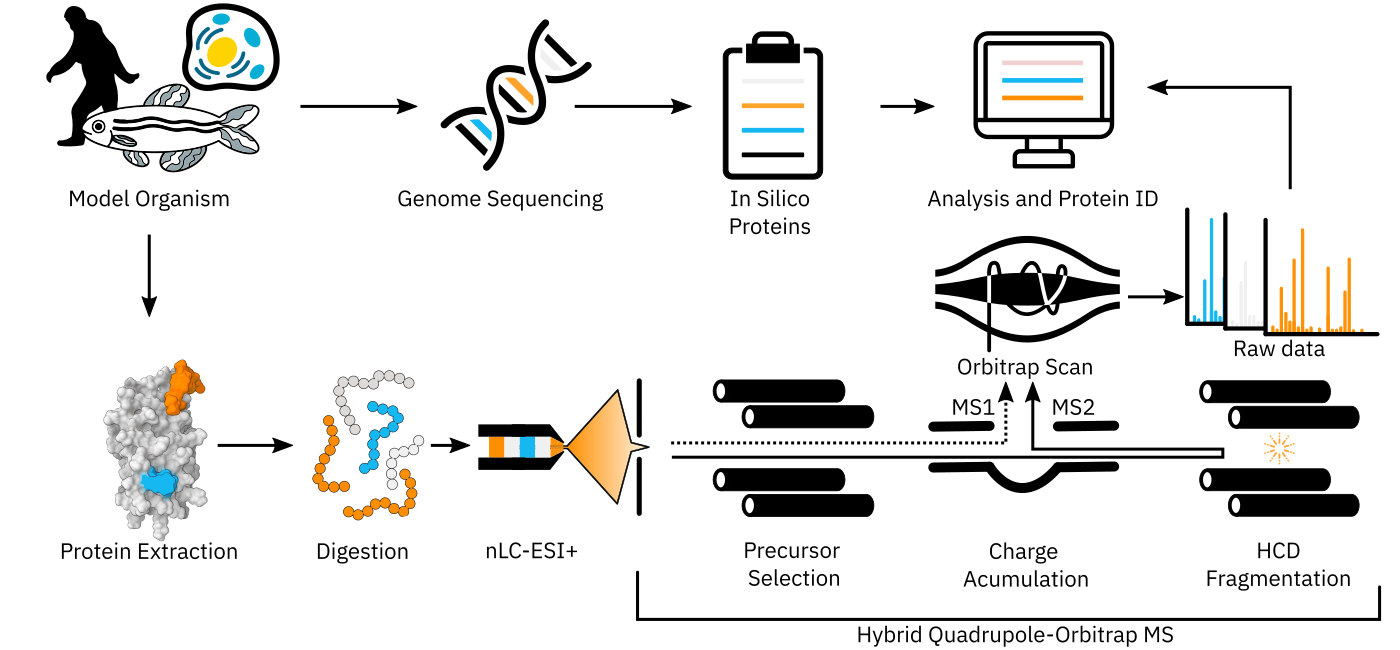 Model Organism
Genome Sequencing
In Silico
Proteins
Analysis and Protein ID
Raw data
Orbitrap Scan
MS1
MS2
Protein Extraction
Digestion
nLC-ESI+
Precursor
Selection
Charge
Acumulation
HCD
Fragmentation
Hybrid Quadrupole-Orbitrap MS